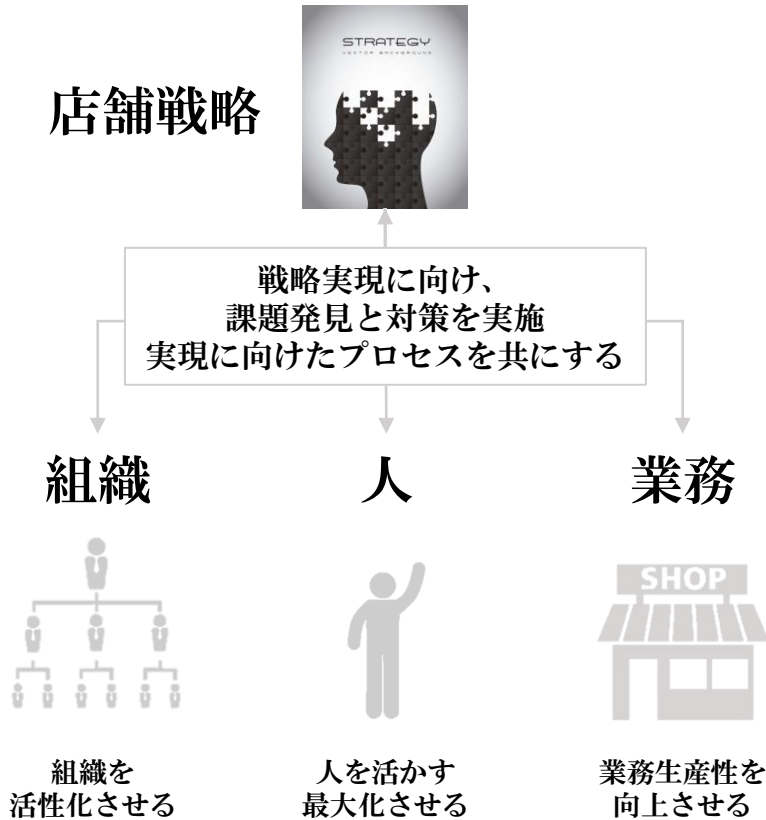 店舗戦略
STRATEGY
VECTOR BACKGROUND
戦略実現に向け、
課題発見と対策を実施
実現に向けたプロセスを共にする
組織
人
業務
SHOP
組織を
活性化させる
人を活かす
最大化させる
業務生産性を
向上させる